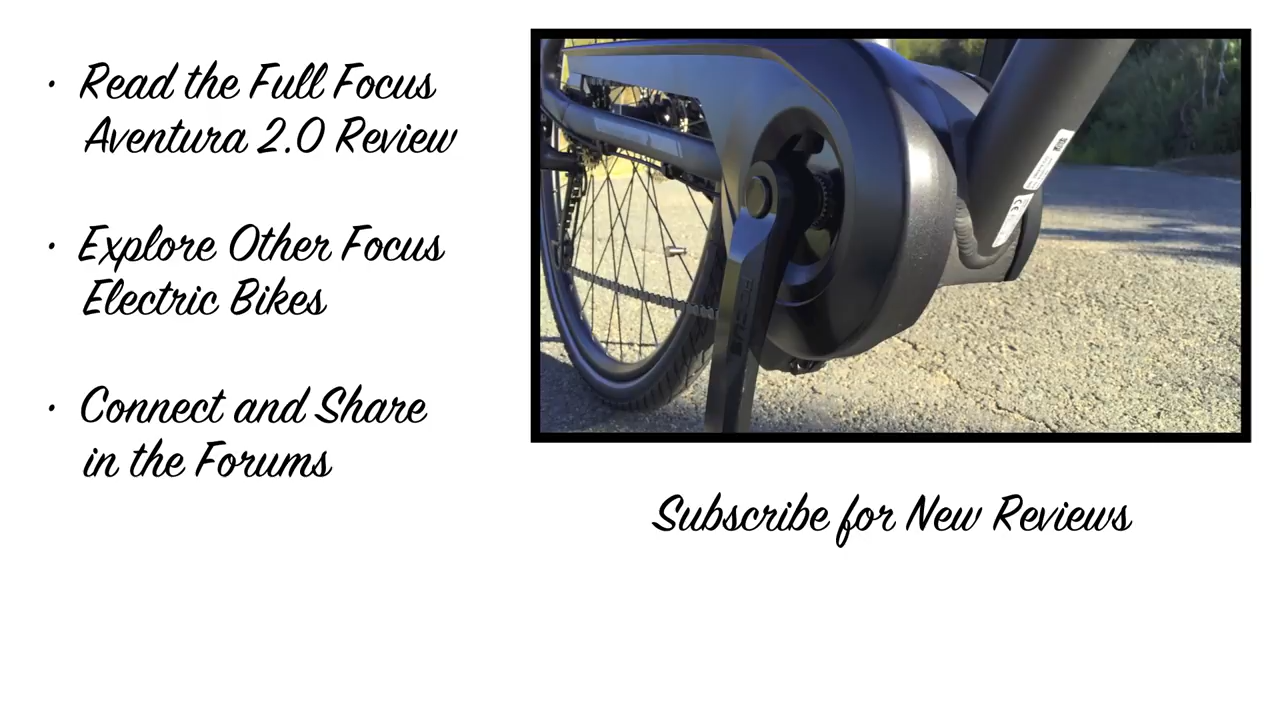 • Read the Full Focus
Aventura 2.0 Review
• Explore Other Focus
Electric Bikes
• Connect and Share
in the Forums
FOCUS
Subscribe for New Reviews